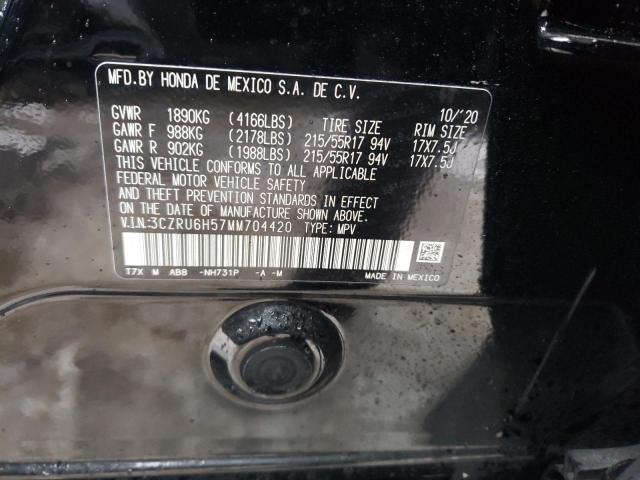 MFD. BY HONDA DE MEXICO S.A. DE C.V.
10/'20
GVWR 1890KG (4166LBS) TIRE SIZE RIM SIZE
GAWR F 988KG (2178LBS) 215/55R17 94V 17X7.5J
GAWR R 902KG (1988LBS) 215/55R17 94V 17X7.5J
THIS VEHICLE CONFORMS TO ALL APPLICABLE
FEDERAL MOTOR VEHICLE SAFETY
AND THEFT PREVENTION STANDARDS IN EFFECT
ON THE DATE OF MANUFACTURE SHOWN ABOVE.
V.I.N.:3CZRU6H57MM704420 TYPE: MPV
T7X M AB8 -NH731P -A -M
MADE IN MEXICO